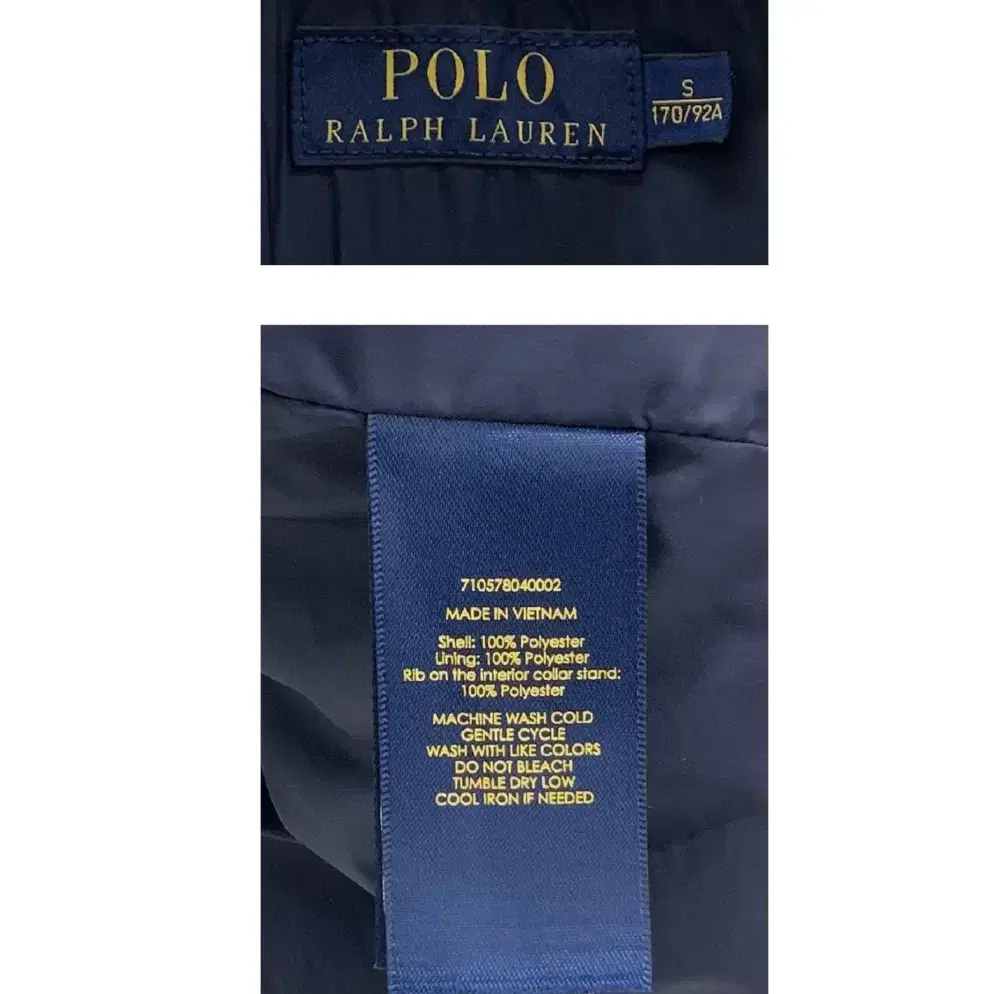 POLO
RALPH LAUREN
S
170/92A
710578040002
MADE IN VIETNAM
Shell: 100% Polyester
Lining: 100% Polyester
Rib on the interior collar stand:
100% Polyester
MACHINE WASH COLD
GENTLE CYCLE
WASH WITH LIKE COLORS
DO NOT BLEACH
TUMBLE DRY LOW
COOL IRON IF NEEDED